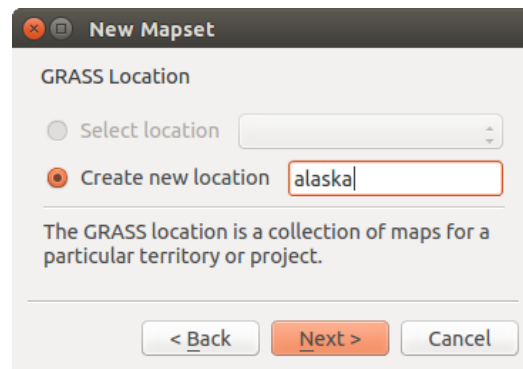 New Mapset
GRASS Location
Select location
Create new location alaska
The GRASS location is a collection of maps for a
particular territory or project.
< Back Next > Cancel